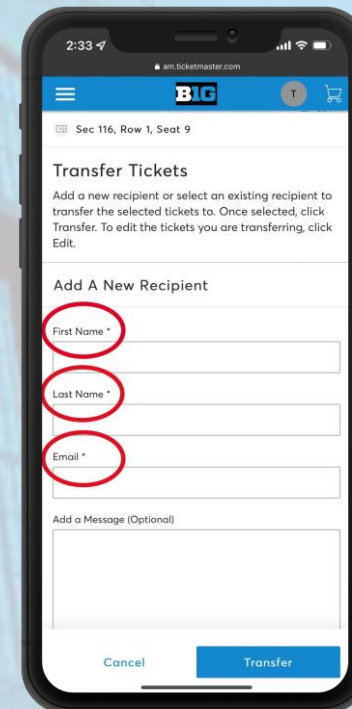 2:33
am.ticketmaster.com
B1G
T
Sec 116, Row 1, Seat 9
Transfer Tickets
Add a new recipient or select an existing recipient to
transfer the selected tickets to. Once selected, click
Transfer. To edit the tickets you are transferring, click
Edit.
Add A New Recipient
First Name *
Last Name *
Email *
Add a Message (Optional)
Cancel
Transfer